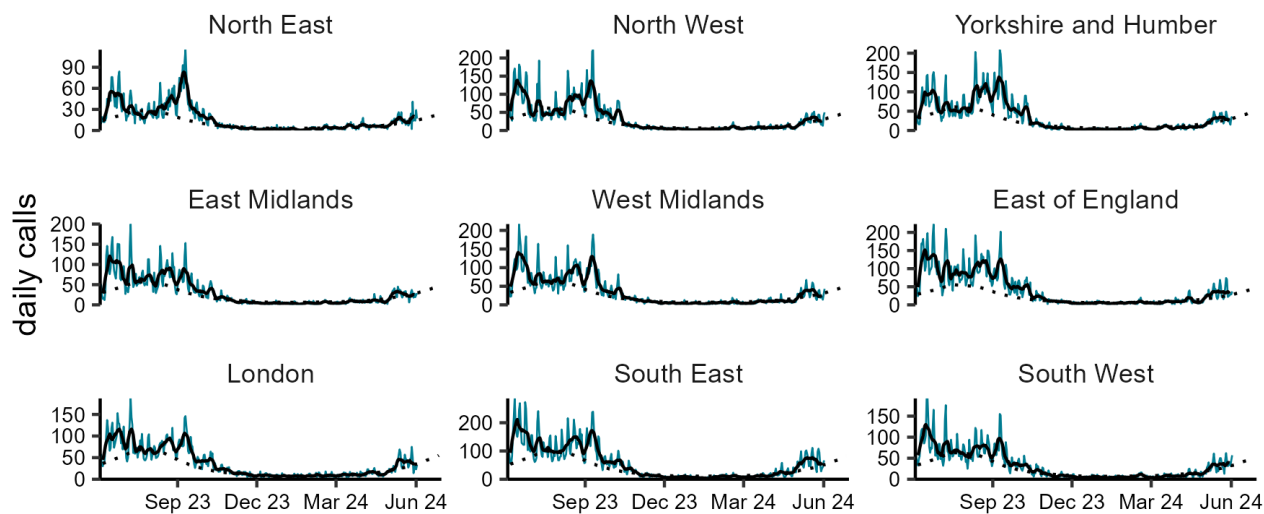 North East North West Yorkshire and Humber
90 200 200
60 150 150
30 100 100
0 50 50
0 0
East Midlands West Midlands East of England
daily calls
200 200 200
150 150 150
100 100 100
50 50 50
0 0 0
London South East South West
150 200 150
100 100 100
50 0 50
0 0
Sep 23 Dec 23 Mar 24 Jun 24 Sep 23 Dec 23 Mar 24 Jun 24 Sep 23 Dec 23 Mar 24 Jun 24